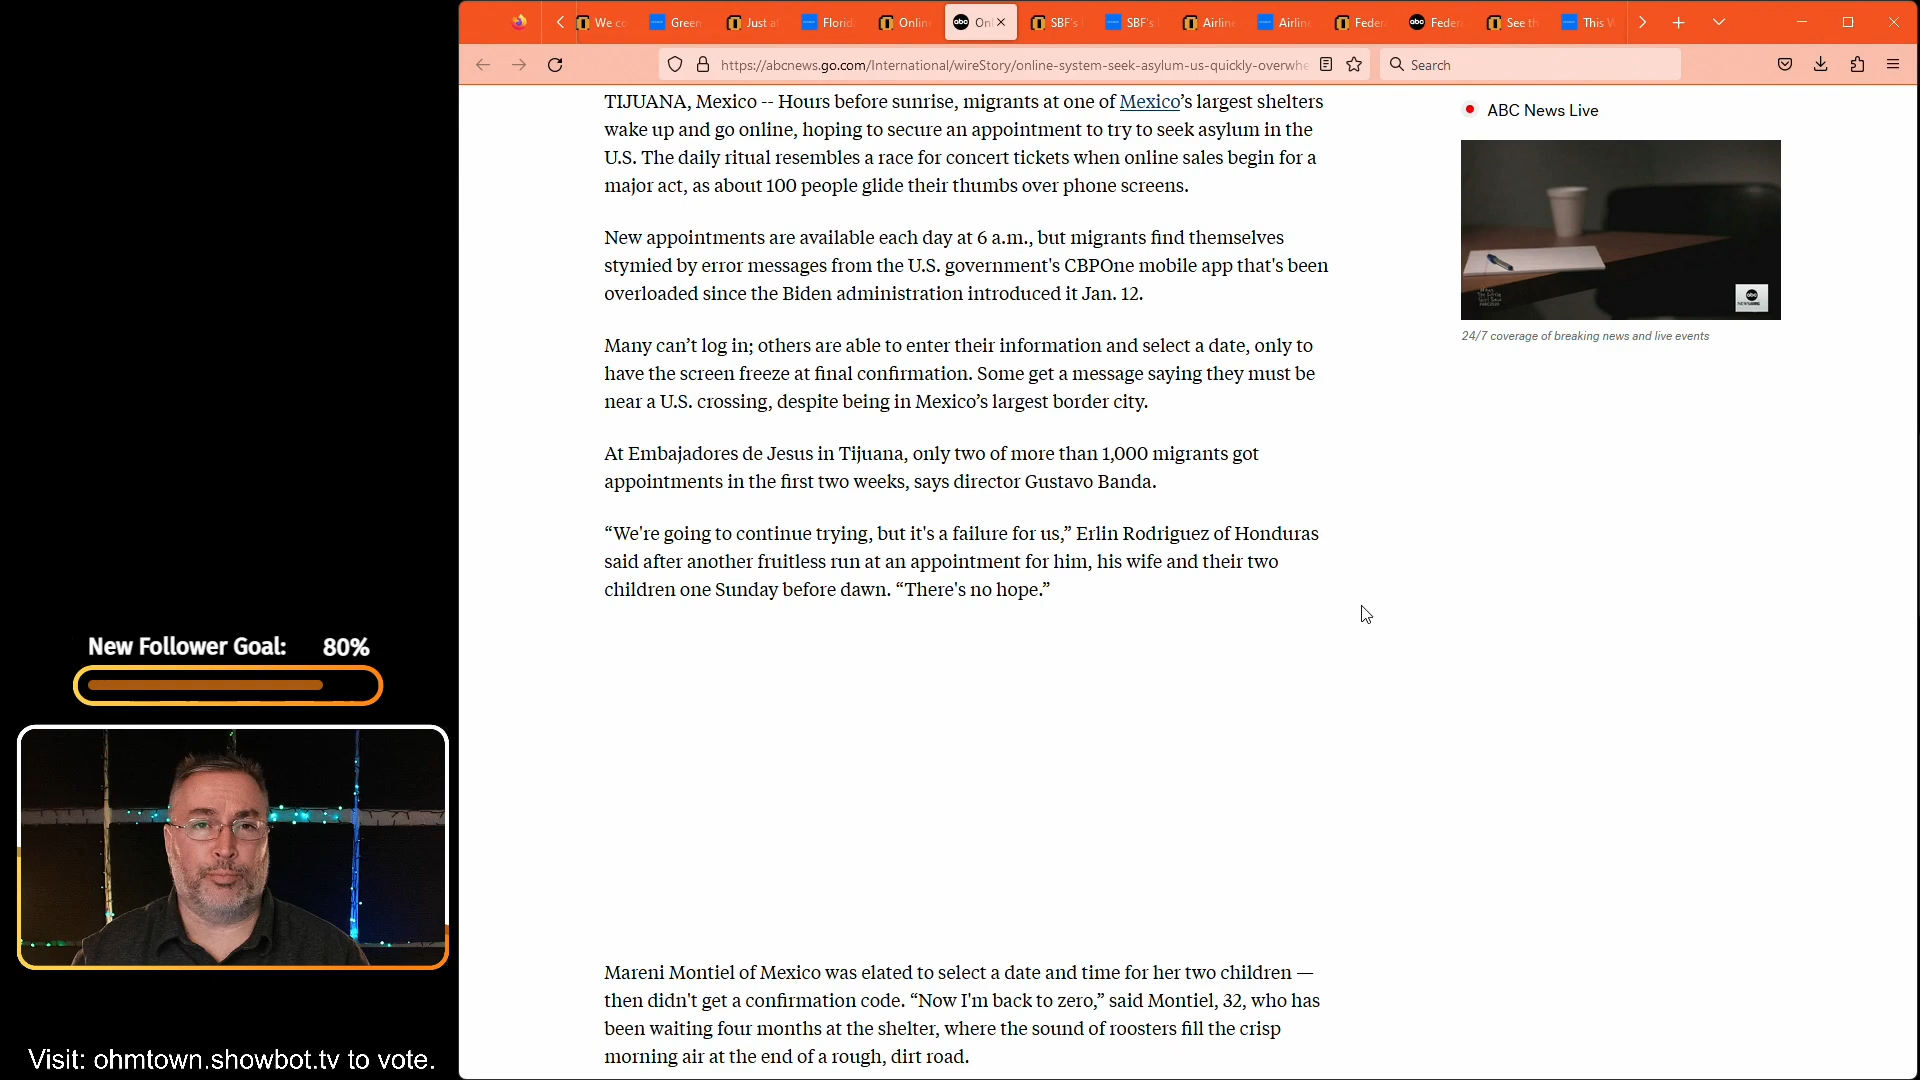 We co
Green
Just a
Florid
Onlin
abc
On
SBF's
SBF's
Airlin
Airlin
Feder
abc
Feder
See th
This V
https://abcnews.go.com/International/wireStory/online-system-seek-asylum-us-quickly-overwhe
Search
TIJUANA, Mexico -- Hours before sunrise, migrants at one of Mexico’s largest shelters
wake up and go online, hoping to secure an appointment to try to seek asylum in the
U.S. The daily ritual resembles a race for concert tickets when online sales begin for a
major act, as about 100 people glide their thumbs over phone screens.
New appointments are available each day at 6 a.m., but migrants find themselves
stymied by error messages from the U.S. government's CBPOne mobile app that's been
overloaded since the Biden administration introduced it Jan. 12.
Many can’t log in; others are able to enter their information and select a date, only to
have the screen freeze at final confirmation. Some get a message saying they must be
near a U.S. crossing, despite being in Mexico’s largest border city.
At Embajadores de Jesus in Tijuana, only two of more than 1,000 migrants got
appointments in the first two weeks, says director Gustavo Banda.
“We're going to continue trying, but it's a failure for us,” Erlin Rodriguez of Honduras
said after another fruitless run at an appointment for him, his wife and their two
children one Sunday before dawn. “There's no hope.”
Mareni Montiel of Mexico was elated to select a date and time for her two children —
then didn't get a confirmation code. “Now I'm back to zero,” said Montiel, 32, who has
been waiting four months at the shelter, where the sound of roosters fill the crisp
morning air at the end of a rough, dirt road.
ABC News Live
abc
24/7 coverage of breaking news and live events
New Follower Goal: 80%
Visit: ohmtown.showbot.tv to vote.